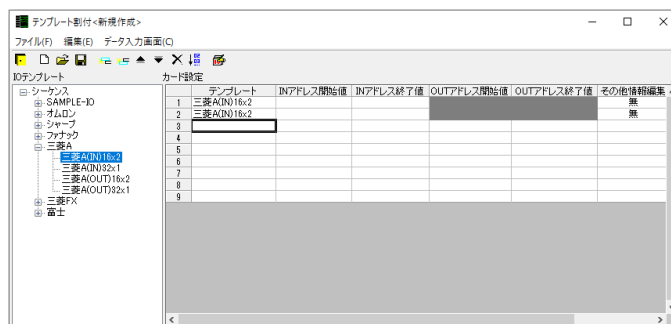 テンプレート割付<新規作成>
ファイル(F) 編集(E) データ入力画面(C)
IOテンプレート
カード設定
シーケンス
SAMPLE-IO
オムロン
シャープ
ファナック
三菱A
三菱A(IN)16x2
三菱A(IN)32x1
三菱A(OUT)16x2
三菱A(OUT)32x1
三菱FX
富士
テンプレート INアドレス開始値 INアドレス終了値 OUTアドレス開始値 OUTアドレス終了値 その他情報編集
1 三菱A(IN)16x2 無
2 三菱A(IN)16x2 無
3
4
5
6
7
8
9